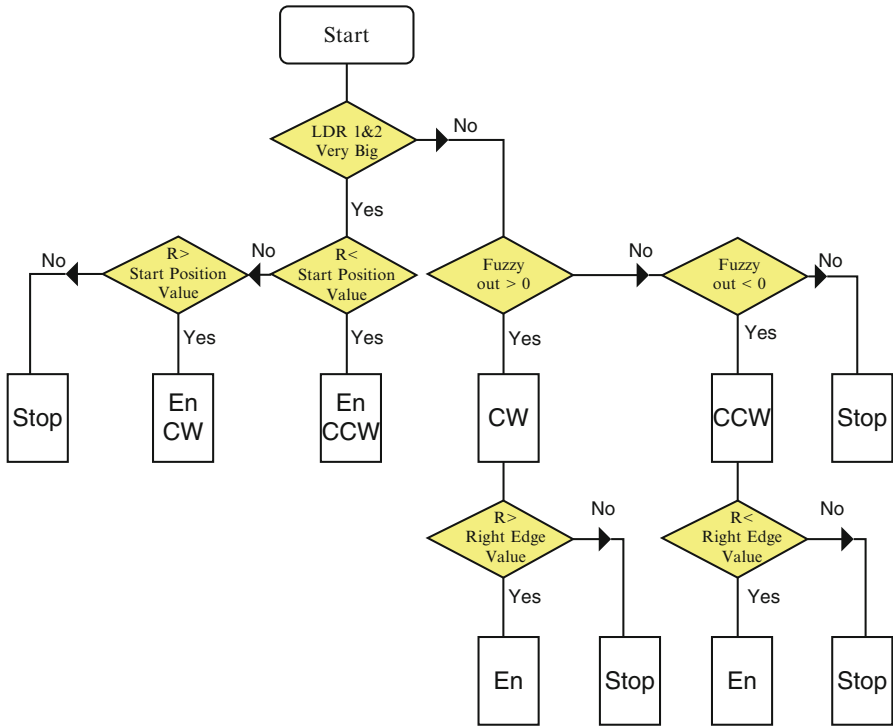 Start
LDR 1&2
Very Big
No
Yes
No
R>
Start Position
Value
No
R<
Start Position
Value
Fuzzy
out > 0
No
Fuzzy
out < 0
No
Yes
Yes
Yes
Yes
Stop
En
CW
En
CCW
CW
CCW
Stop
R>
Right Edge
Value
No
R<
Right Edge
Value
No
Yes
Yes
En
Stop
En
Stop